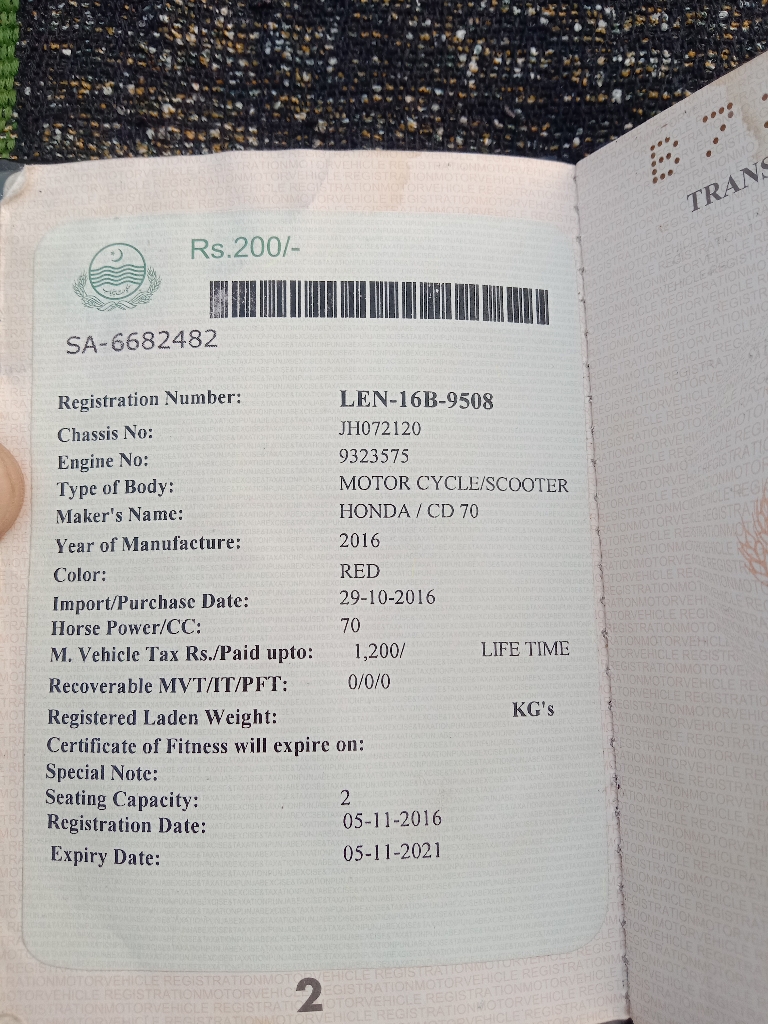 Rs.200/-
SA-6682482
Registration Number: LEN-16B-9508
Chassis No: JH072120
Engine No: 9323575
Type of Body: MOTOR CYCLE/SCOOTER
Maker's Name: HONDA / CD 70
Year of Manufacture: 2016
Color: RED
Import/Purchase Date: 29-10-2016
Horse Power/CC: 70
M. Vehicle Tax Rs./Paid upto: 1,200/ LIFE TIME
Recoverable MVT/IT/PFT: 0/0/0
Registered Laden Weight: KG's
Certificate of Fitness will expire on:
Special Note:
Seating Capacity: 2
Registration Date: 05-11-2016
Expiry Date: 05-11-2021
2
B 7
TRANS